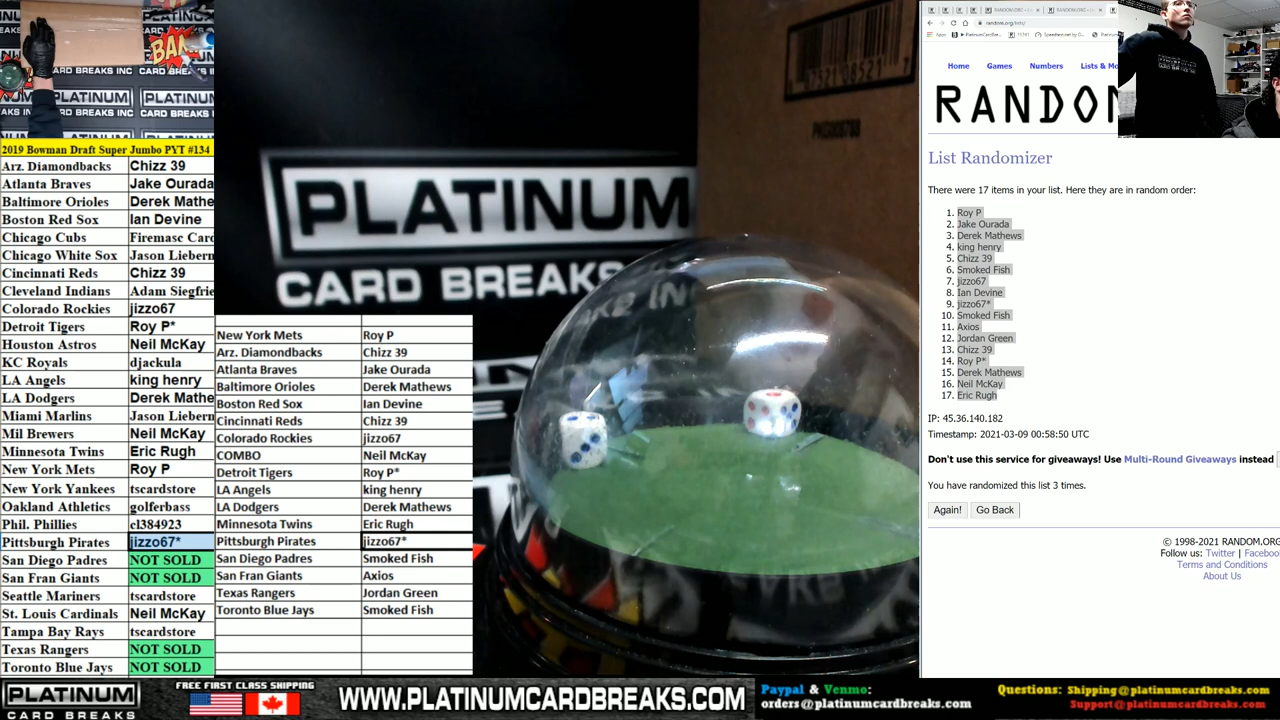 BAM
PLATINUM
CARD BREAKS INC
2019 Bowman Draft Super Jumbo PYT #134
Arz. Diamondbacks Chizz 39
Atlanta Braves Jake Ourada
Baltimore Orioles Derek Mathe
Boston Red Sox Ian Devine
Chicago Cubs Firemasc Card
Chicago White Sox Jason Liebern
Cincinnati Reds Chizz 39
Cleveland Indians Adam Siegfrie
Colorado Rockies jizzo67
Detroit Tigers Roy P*
Houston Astros Neil McKay
KC Royals djackula
LA Angels king henry
LA Dodgers Derek Mathe
Miami Marlins Jason Liebern
Mil Brewers Neil McKay
Minnesota Twins Eric Rugh
New York Mets Roy P
New York Yankees tscardstore
Oakland Athletics golferbass
Phil. Phillies cl384923
Pittsburgh Pirates jizzo67*
San Diego Padres NOT SOLD
San Fran Giants NOT SOLD
Seattle Mariners tscardstore
St. Louis Cardinals Neil McKay
Tampa Bay Rays tscardstore
Texas Rangers NOT SOLD
Toronto Blue Jays NOT SOLD
PLATINUM
CARD BREAKS
New York Mets Roy P
Arz. Diamondbacks Chizz 39
Atlanta Braves Jake Ourada
Baltimore Orioles Derek Mathews
Boston Red Sox Ian Devine
Cincinnati Reds Chizz 39
Colorado Rockies jizzo67
COMBO Neil McKay
Detroit Tigers Roy P*
LA Angels king henry
LA Dodgers Derek Mathews
Minnesota Twins Eric Rugh
Pittsburgh Pirates jizzo67*
San Diego Padres Smoked Fish
San Fran Giants Axios
Texas Rangers Jordan Green
Toronto Blue Jays Smoked Fish
random.org/lists/
Apps
Home Games Numbers Lists & Mo
RANDOM
List Randomizer
There were 17 items in your list. Here they are in random order:
1. Roy P
2. Jake Ourada
3. Derek Mathews
4. king henry
5. Chizz 39
6. Smoked Fish
7. jizzo67
8. Ian Devine
9. jizzo67*
10. Smoked Fish
11. Axios
12. Jordan Green
13. Chizz 39
14. Roy P*
15. Derek Mathews
16. Neil McKay
17. Eric Rugh
IP: 45.36.140.182
Timestamp: 2021-03-09 00:58:50 UTC
Don't use this service for giveaways! Use Multi-Round Giveaways instead
You have randomized this list 3 times.
Again! Go Back
© 1998-2021 RANDOM.ORG
Follow us: Twitter | Faceboo
Terms and Conditions
About Us
PLATINUM
CARD BREAKS
FREE FIRST CLASS SHIPPING
WWW.PLATINUMCARDBREAKS.COM
Paypal & Venmo:
orders@platinumcardbreaks.com
Questions: Shipping@platinumcardbreaks.com
Support@platinumcardbreaks.com